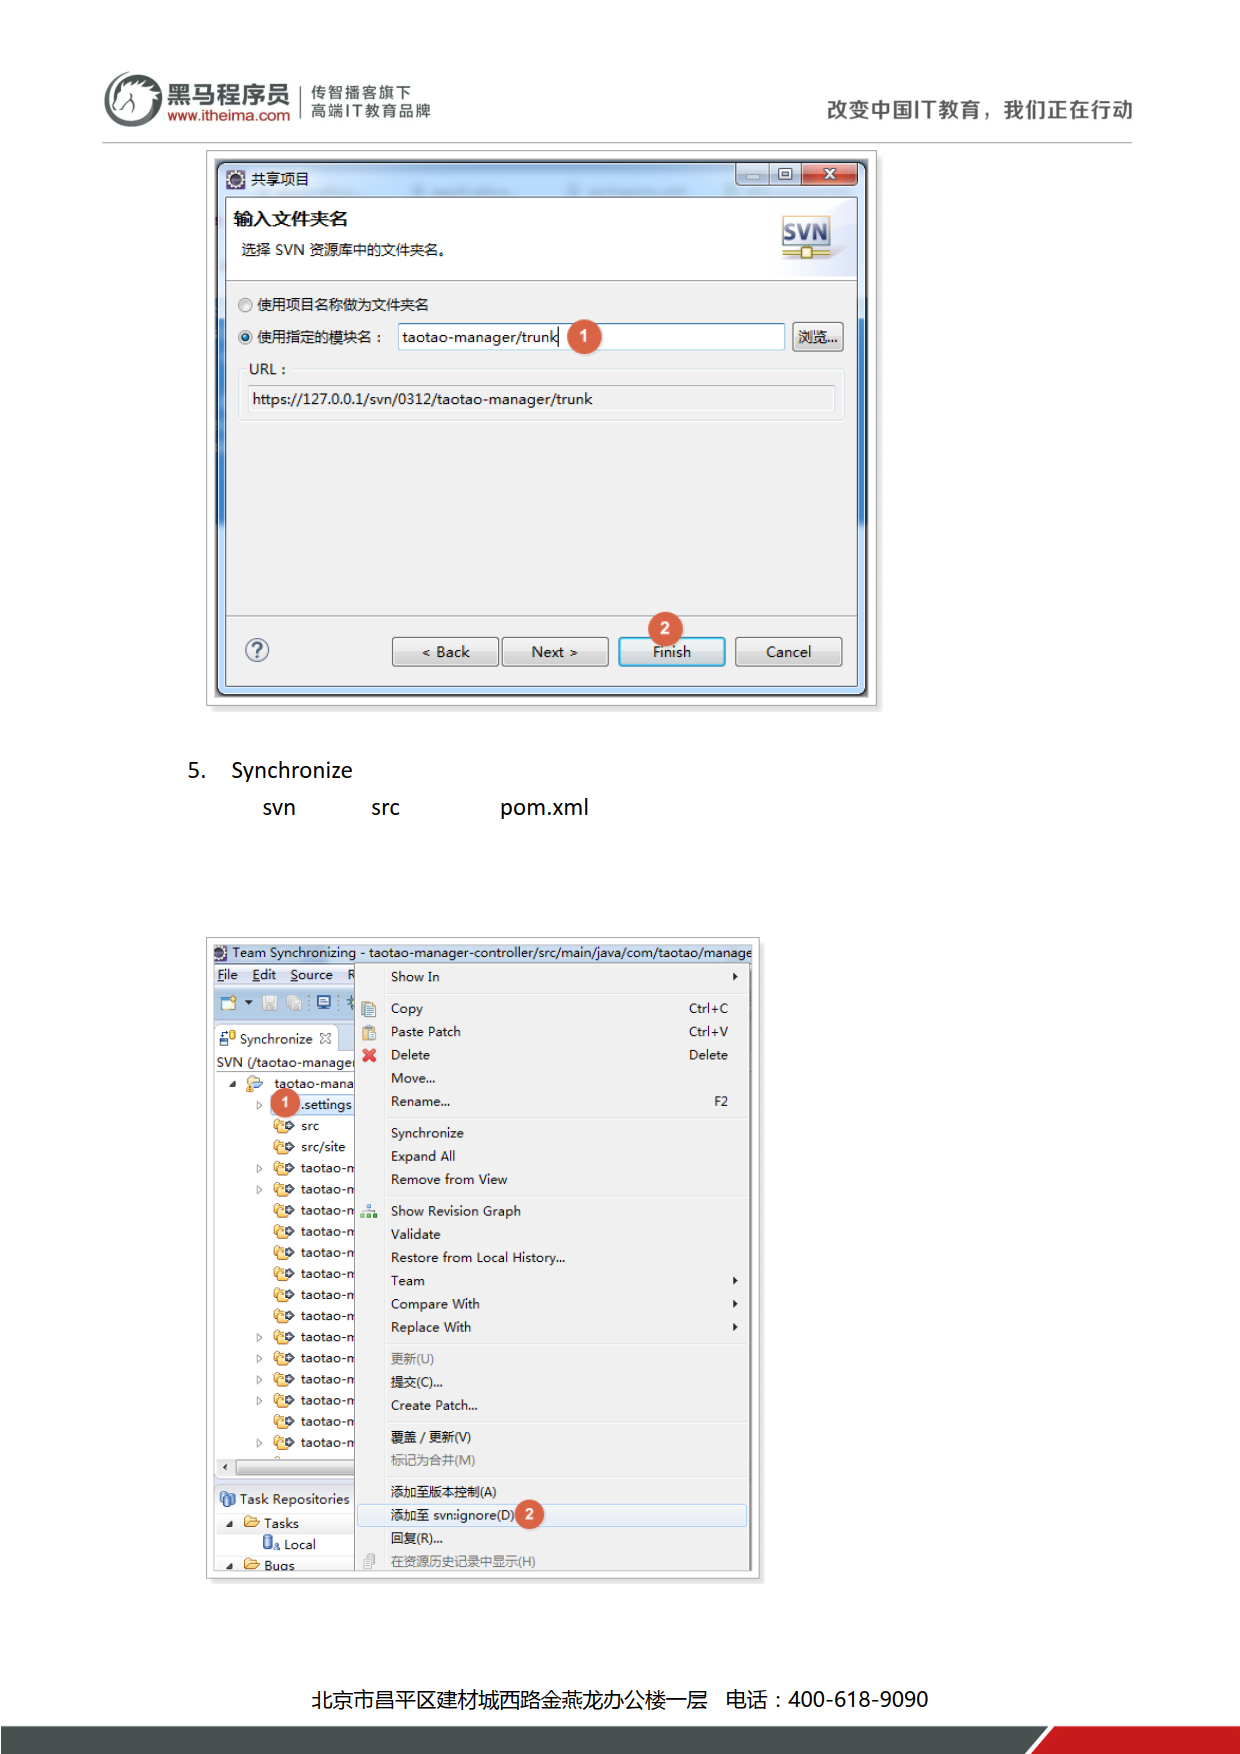 黑马程序员
www.itheima.com
传智播客旗下
高端IT教育品牌
改变中国IT教育，我们正在行动
共享项目
输入文件夹名
选择 SVN 资源库中的文件夹名。
SVN
使用项目名称做为文件夹名
使用指定的模块名： taotao-manager/trunk 1 浏览...
URL：
https://127.0.0.1/svn/0312/taotao-manager/trunk
2
? < Back Next > Finish Cancel
5. Synchronize
svn src pom.xml
Team Synchronizing - taotao-manager-controller/src/main/java/com/taotao/manage
File Edit Source R
Synchronize
SVN (/taotao-manager
taotao-mana
1 .settings
src
src/site
taotao-m
taotao-m
taotao-m
taotao-m
taotao-m
taotao-m
taotao-m
taotao-m
taotao-m
taotao-m
taotao-m
taotao-m
taotao-m
taotao-m
Task Repositories
Tasks
Local
Bugs
Show In
Copy Ctrl+C
Paste Patch Ctrl+V
Delete Delete
Move...
Rename... F2
Synchronize
Expand All
Remove from View
Show Revision Graph
Validate
Restore from Local History...
Team
Compare With
Replace With
更新(U)
提交(C)...
Create Patch...
覆盖 / 更新(V)
标记为合并(M)
添加至版本控制(A)
添加至 svn:ignore(D) 2
回复(R)...
在资源历史记录中显示(H)
北京市昌平区建材城西路金燕龙办公楼一层 电话：400-618-9090